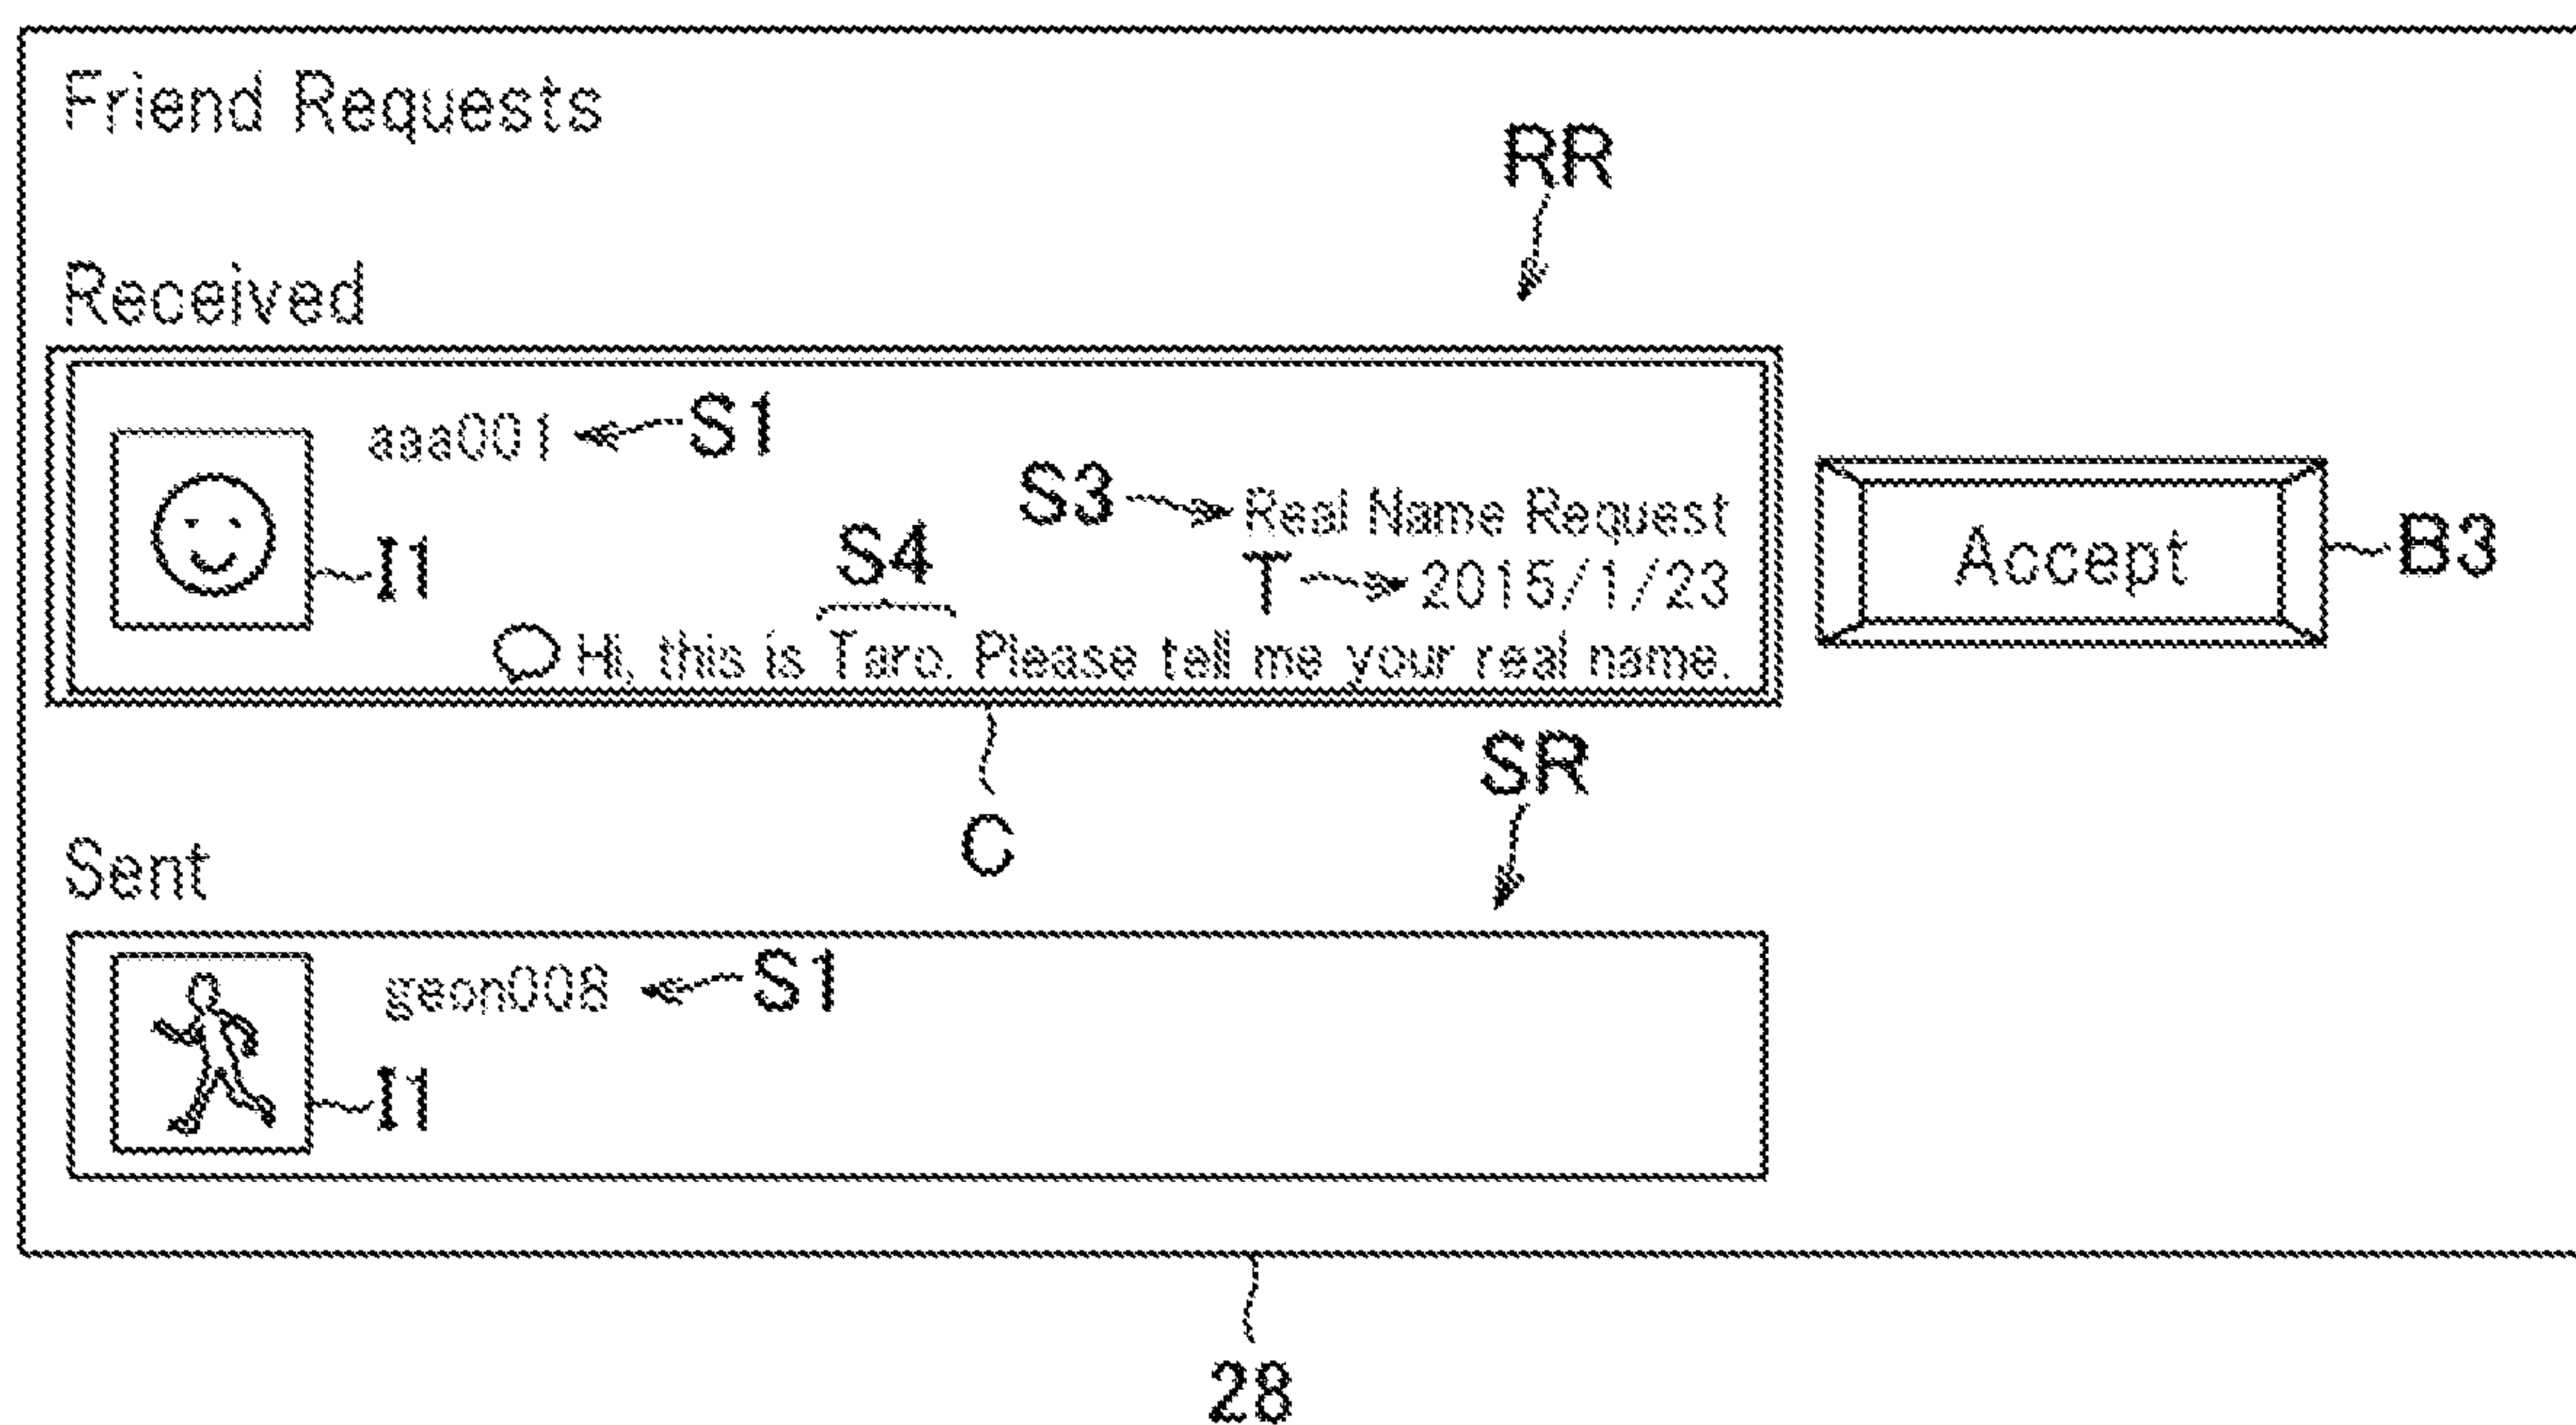 Friend Requests
RR
Received
aaa001 S1
S3 Real Name Request
I1 S4 T 2015/1/23
Hi, this is Taro. Please tell me your real name.
Accept B3
C
SR
Sent
geon008 S1
I1
28